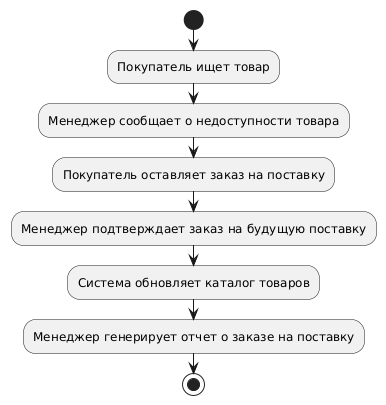 Покупатель ищет товар
Менеджер сообщает о недоступности товара
Покупатель оставляет заказ на поставку
Менеджер подтверждает заказ на будущую поставку
Система обновляет каталог товаров
Менеджер генерирует отчет о заказе на поставку